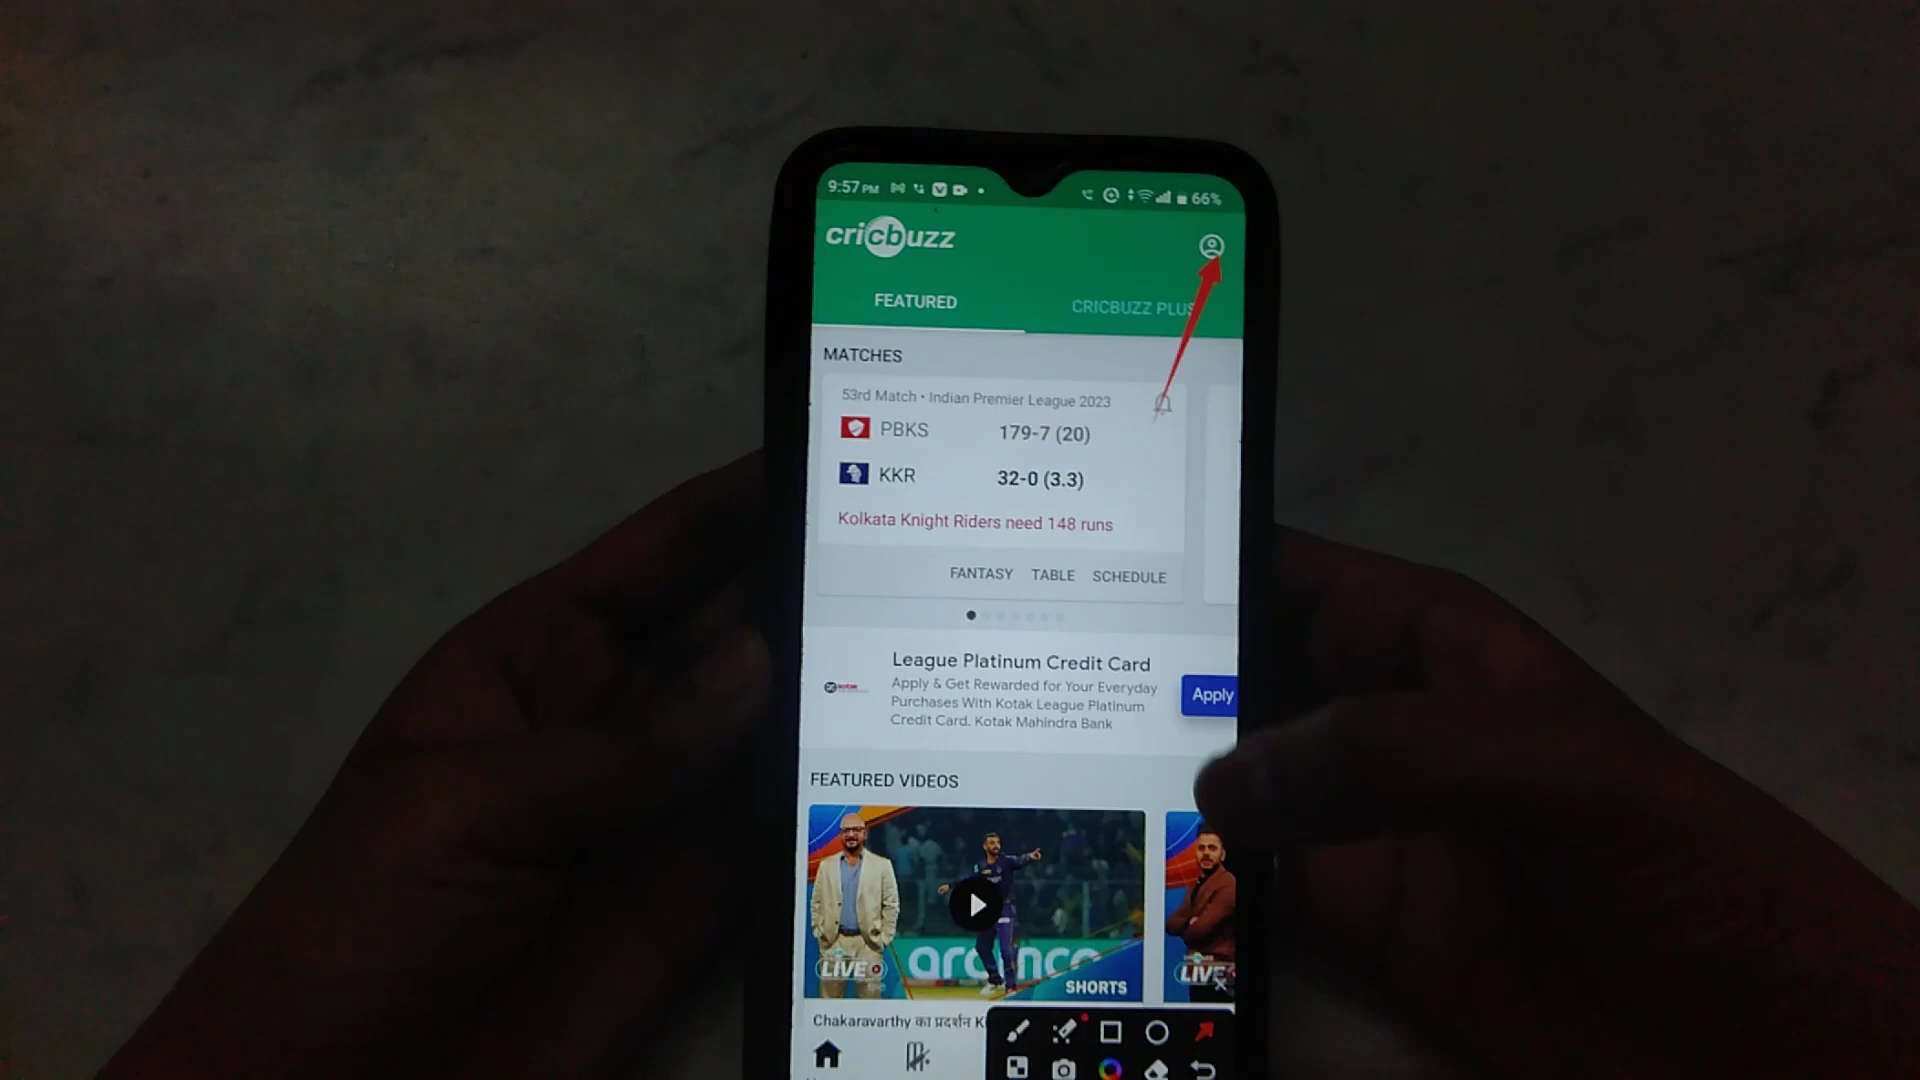 9:57 PM 66%
cricbuzz
FEATURED
CRICBUZZ PLUS
MATCHES
53rd Match • Indian Premier League 2023
PBKS 179-7 (20)
KKR 32-0 (3.3)
Kolkata Knight Riders need 148 runs
FANTASY TABLE SCHEDULE
League Platinum Credit Card
Apply & Get Rewarded for Your Everyday
Purchases With Kotak League Platinum
Credit Card. Kotak Mahindra Bank
kotak
Apply
FEATURED VIDEOS
aramco
LIVE
SHORTS
LIVE
Chakaravarthy का प्रदर्शन K